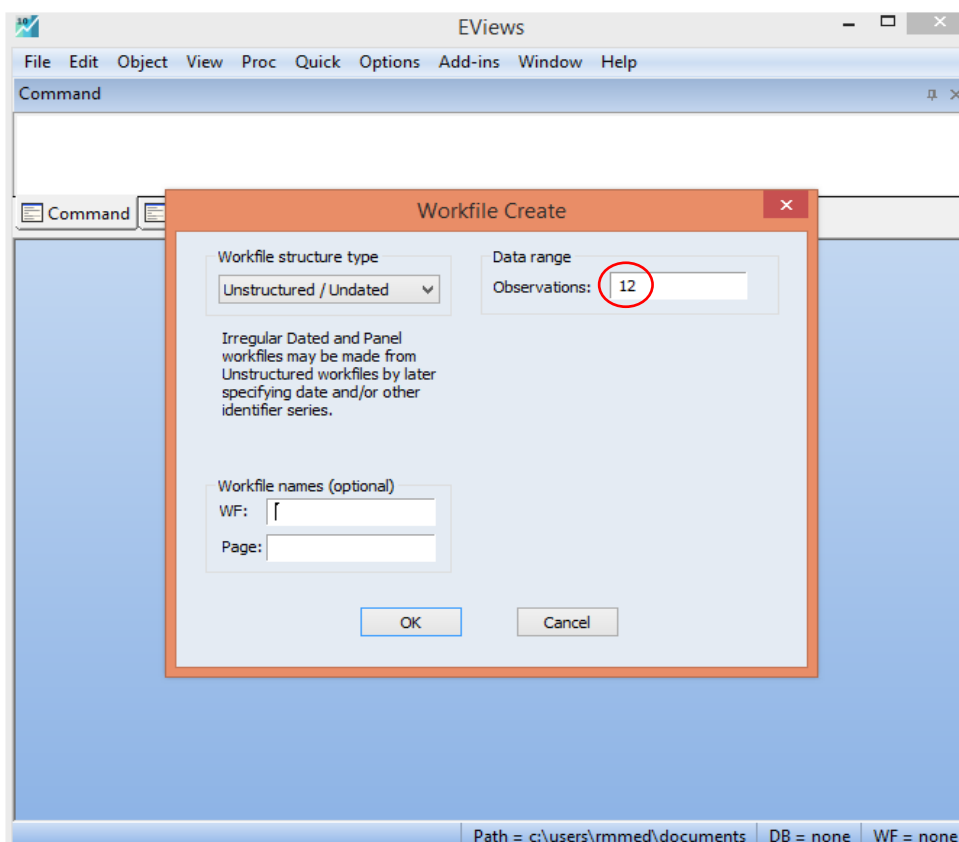 10
EViews
File Edit Object View Proc Quick Options Add-ins Window Help
Command
Command
Workfile Create
Workfile structure type
Unstructured / Undated
Data range
Observations: 12
Irregular Dated and Panel
workfiles may be made from
Unstructured workfiles by later
specifying date and/or other
identifier series.
Workfile names (optional)
WF:
Page:
OK Cancel
Path = c:\users\rmmed\documents DB = none WF = none